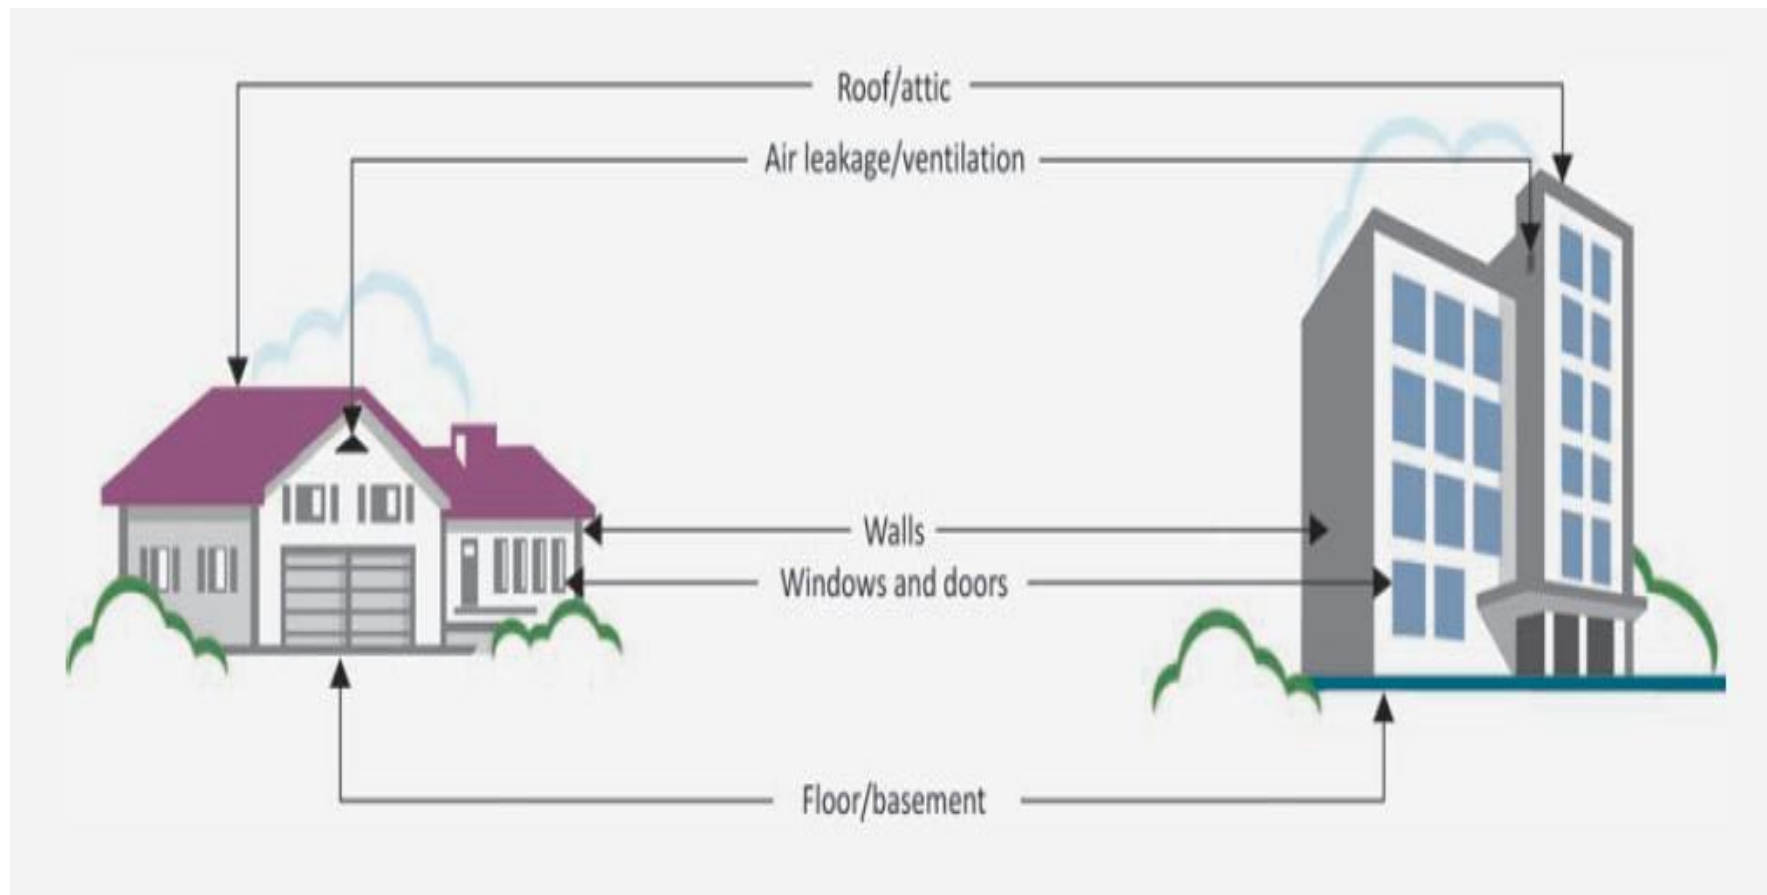 Roof/attic
Air leakage/ventilation
Walls
Windows and doors
Floor/basement